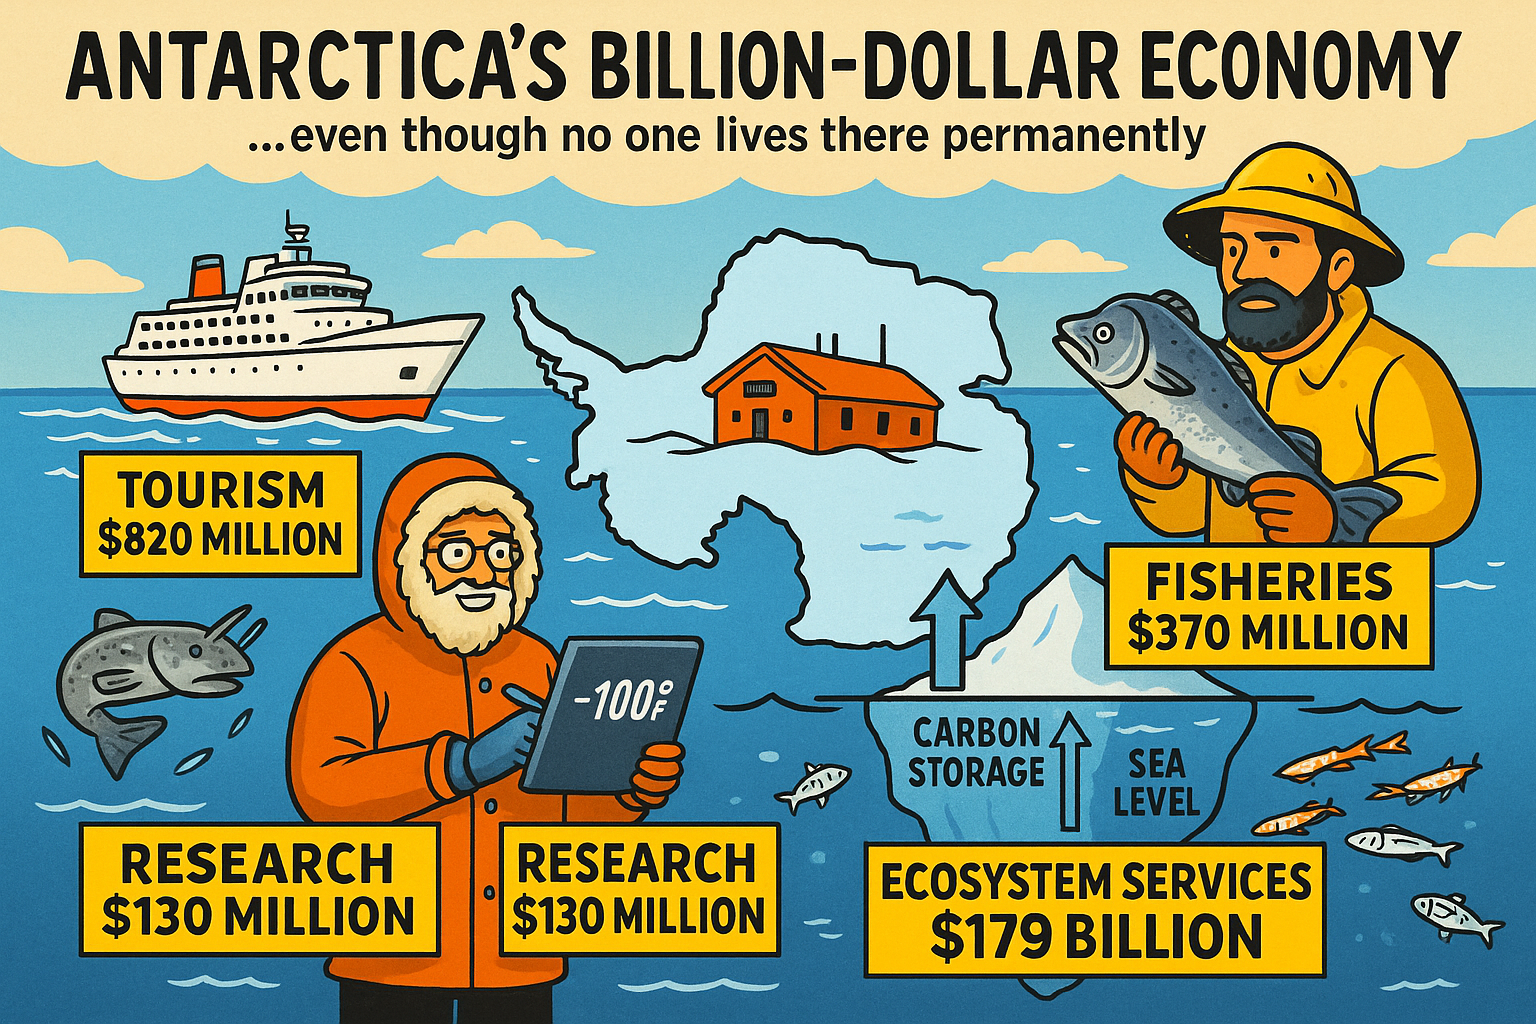 ANTARCTICA'S BILLION-DOLLAR ECONOMY
...even though no one lives there permanently
TOURISM
$820 MILLION
FISHERIES
$370 MILLION
-100°F
CARBON
STORAGE
SEA
LEVEL
RESEARCH
$130 MILLION
RESEARCH
$130 MILLION
ECOSYSTEM SERVICES
$179 BILLION